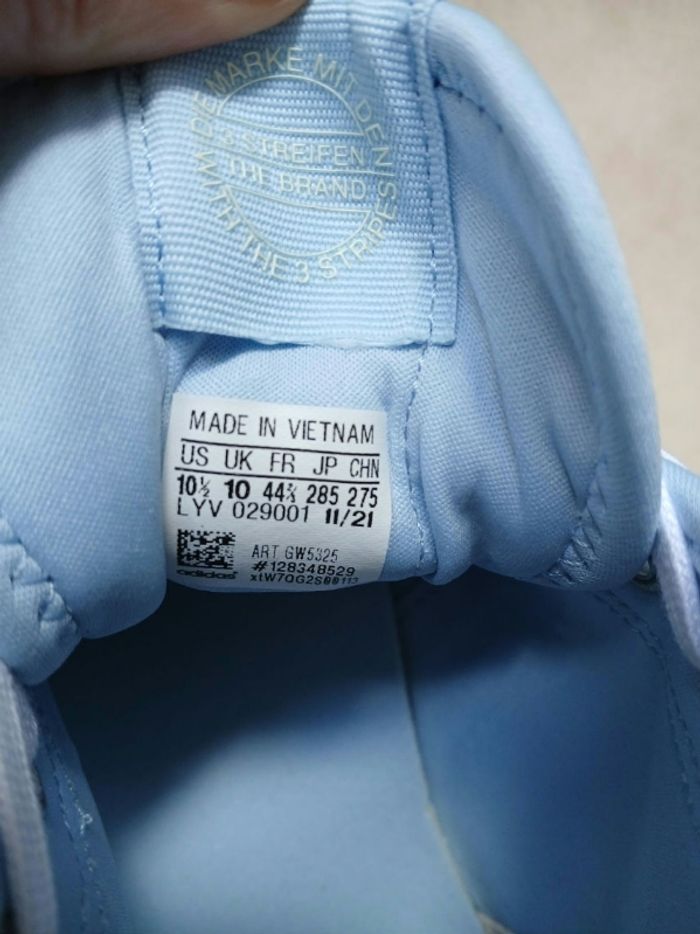 DIE MARKE MIT DEN
3 STREIFEN
THE BRAND
WITH THE 3 STRIPES
MADE IN VIETNAM
US UK FR JP CHN
10½ 10 44⅔ 285 275
LYV 029001 11/21
ART GW5325
#128348529
adidas